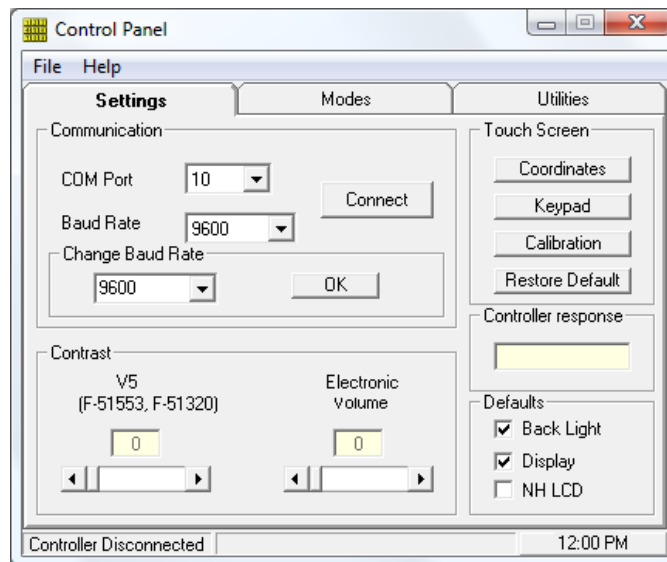 Control Panel
File Help
Settings Modes Utilities
Communication
COM Port 10
Connect
Baud Rate 9600
Change Baud Rate
9600 OK
Touch Screen
Coordinates
Keypad
Calibration
Restore Default
Controller response
Contrast
V5
(F-51553, F-51320)
0
Electronic
Volume
0
Defaults
Back Light
Display
NH LCD
Controller Disconnected 12:00 PM